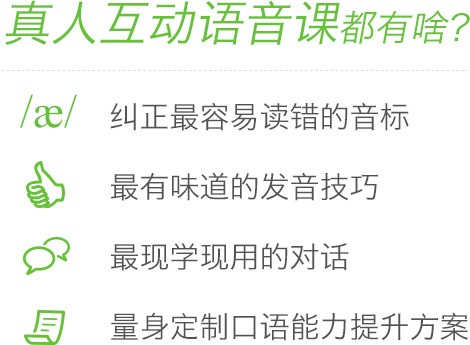 真人互动语音课都有啥?
/æ/ 纠正最容易读错的音标
最有味道的发音技巧
最现学现用的对话
量身定制口语能力提升方案